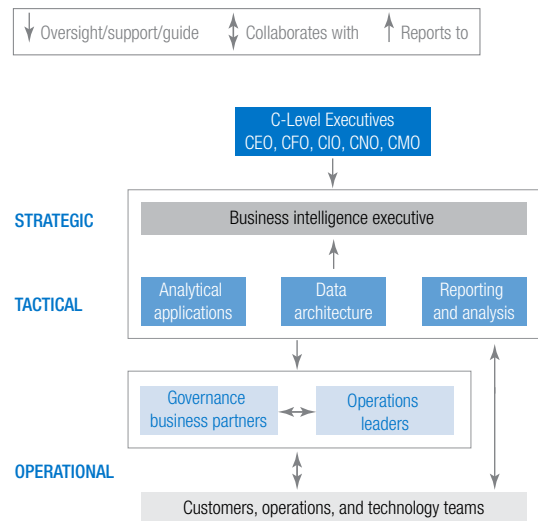 Oversight/support/guide Collaborates with Reports to
C-Level Executives
CEO, CFO, CIO, CNO, CMO
STRATEGIC
Business intelligence executive
Analytical
applications
Data
architecture
Reporting
and analysis
TACTICAL
Governance
business partners
Operations
leaders
OPERATIONAL
Customers, operations, and technology teams